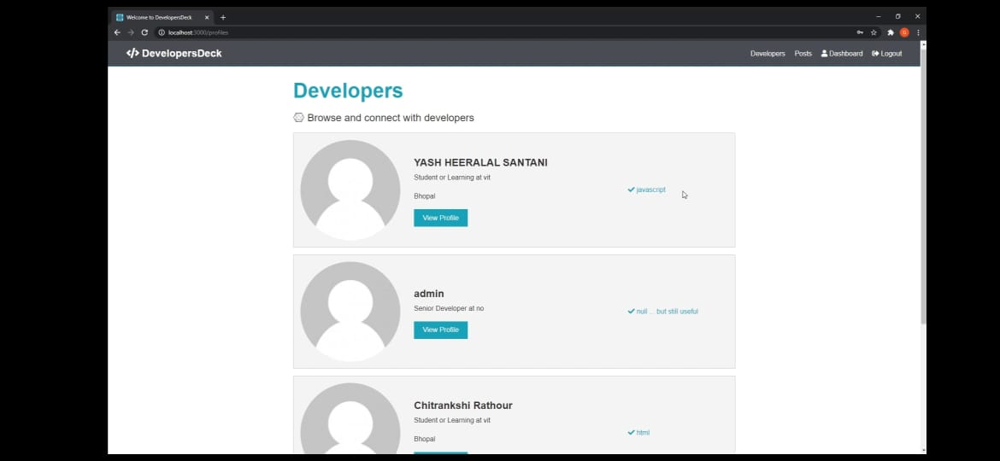 Welcome to DevelopersDeck
localhost:3000/profiles
G
DevelopersDeck
Developers Posts Dashboard Logout
Developers
Browse and connect with developers
YASH HEERALAL SANTANI
Student or Learning at vit
Bhopal
View Profile
javascript
admin
Senior Developer at no
View Profile
null ... but still useful
Chitrankshi Rathour
Student or Learning at vit
Bhopal
html